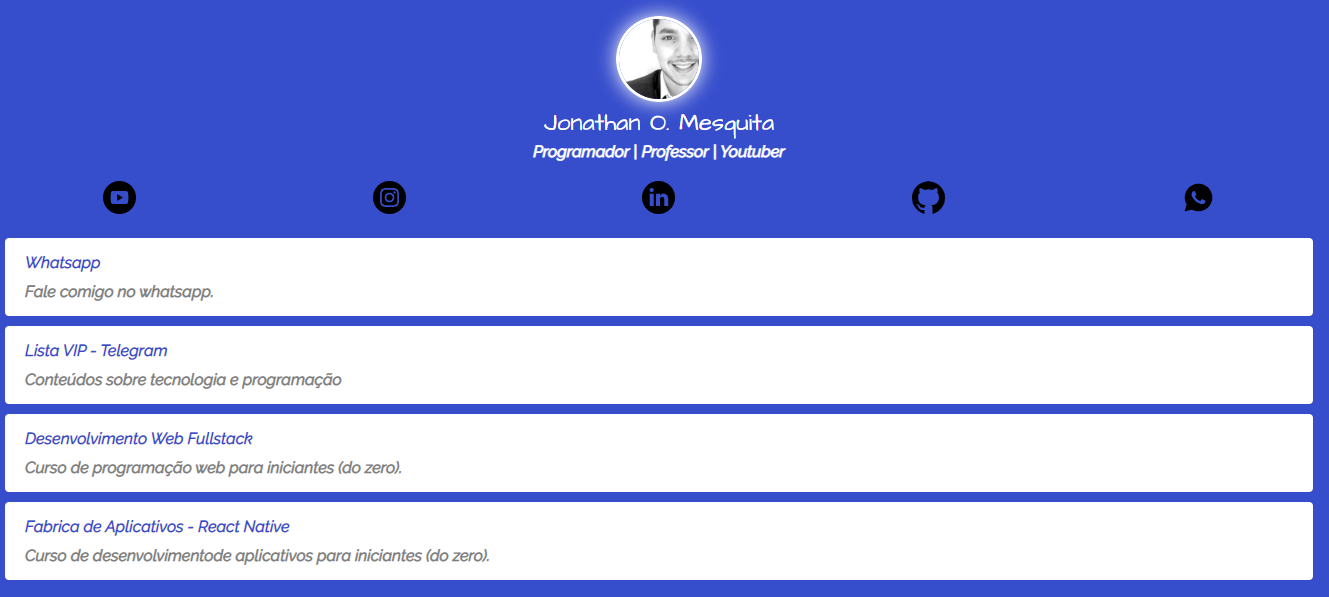 Jonathan O. Mesquita
Programador | Professor | Youtuber
in
Whatsapp
Fale comigo no whatsapp.
Lista VIP - Telegram
Conteúdos sobre tecnologia e programação
Desenvolvimento Web Fullstack
Curso de programação web para iniciantes (do zero).
Fabrica de Aplicativos - React Native
Curso de desenvolvimentode aplicativos para iniciantes (do zero).